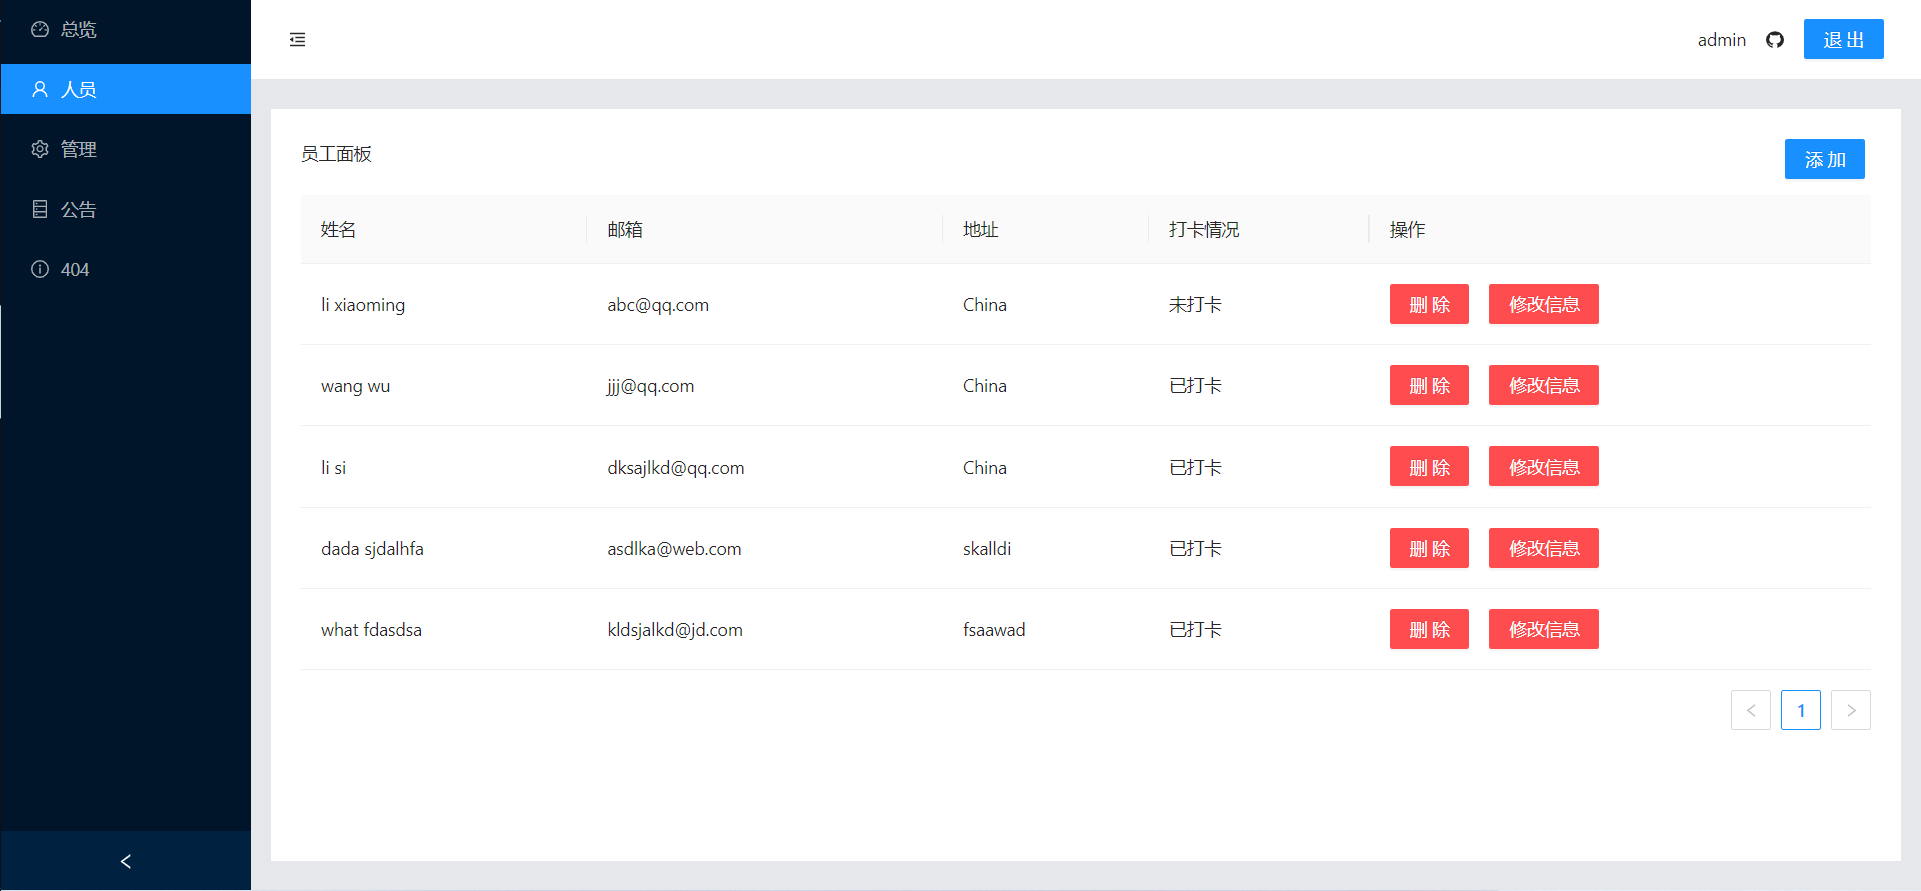 总览
人员
管理
公告
404
admin
退出
员工面板
添加
姓名 邮箱 地址 打卡情况 操作
li xiaoming abc@qq.com China 未打卡 删除 修改信息
wang wu jjj@qq.com China 已打卡 删除 修改信息
li si dksajlkd@qq.com China 已打卡 删除 修改信息
dada sjdalhfa asdlka@web.com skalldi 已打卡 删除 修改信息
what fdasdsa kldsjalkd@jd.com fsaawad 已打卡 删除 修改信息
1